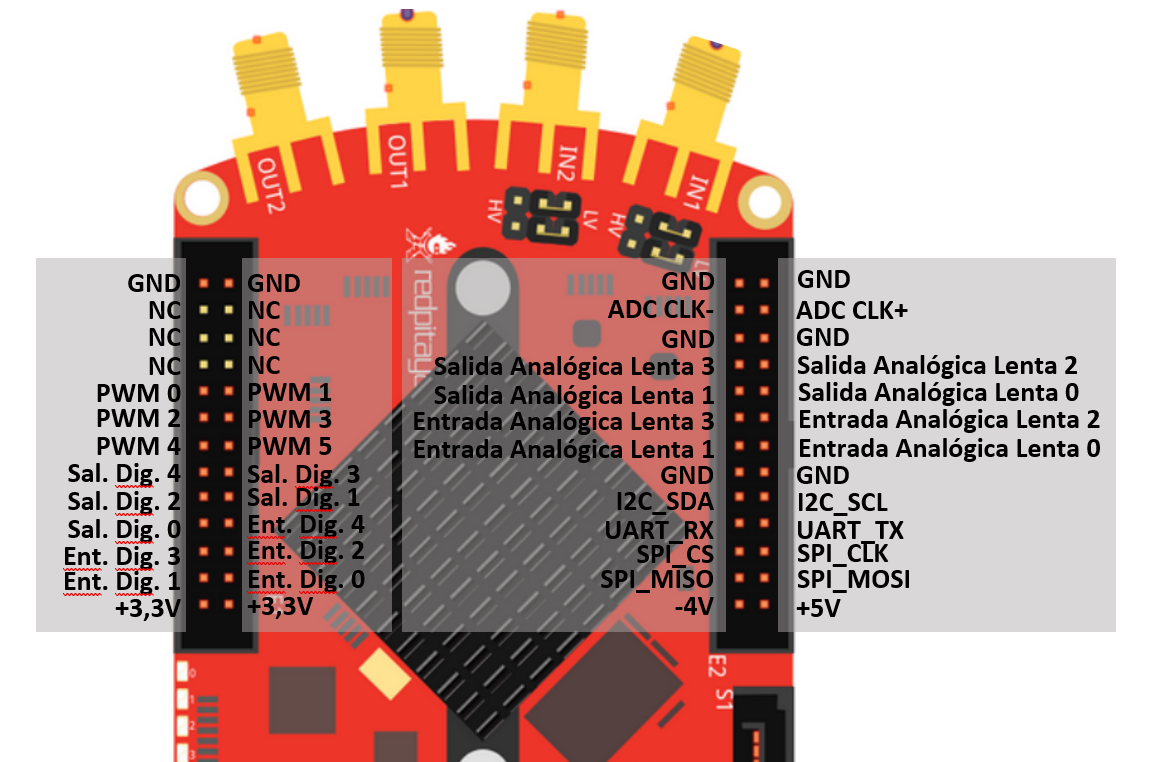 OUT2
OUT1
IN2
IN1
HV
LV
HV
redpitaya
GND GND
NC NC
NC NC
NC NC
PWM 0 PWM 1
PWM 2 PWM 3
PWM 4 PWM 5
Sal. Dig. 4 Sal. Dig. 3
Sal. Dig. 2 Sal. Dig. 1
Sal. Dig. 0 Ent. Dig. 4
Ent. Dig. 3 Ent. Dig. 2
Ent. Dig. 1 Ent. Dig. 0
+3,3V +3,3V
GND GND
ADC CLK- ADC CLK+
GND GND
Salida Analógica Lenta 3 Salida Analógica Lenta 2
Salida Analógica Lenta 1 Salida Analógica Lenta 0
Entrada Analógica Lenta 3 Entrada Analógica Lenta 2
Entrada Analógica Lenta 1 Entrada Analógica Lenta 0
GND GND
I2C_SDA I2C_SCL
UART_RX UART_TX
SPI_CS SPI_CLK
SPI_MISO SPI_MOSI
-4V +5V
E2
S1
0
1
2
3